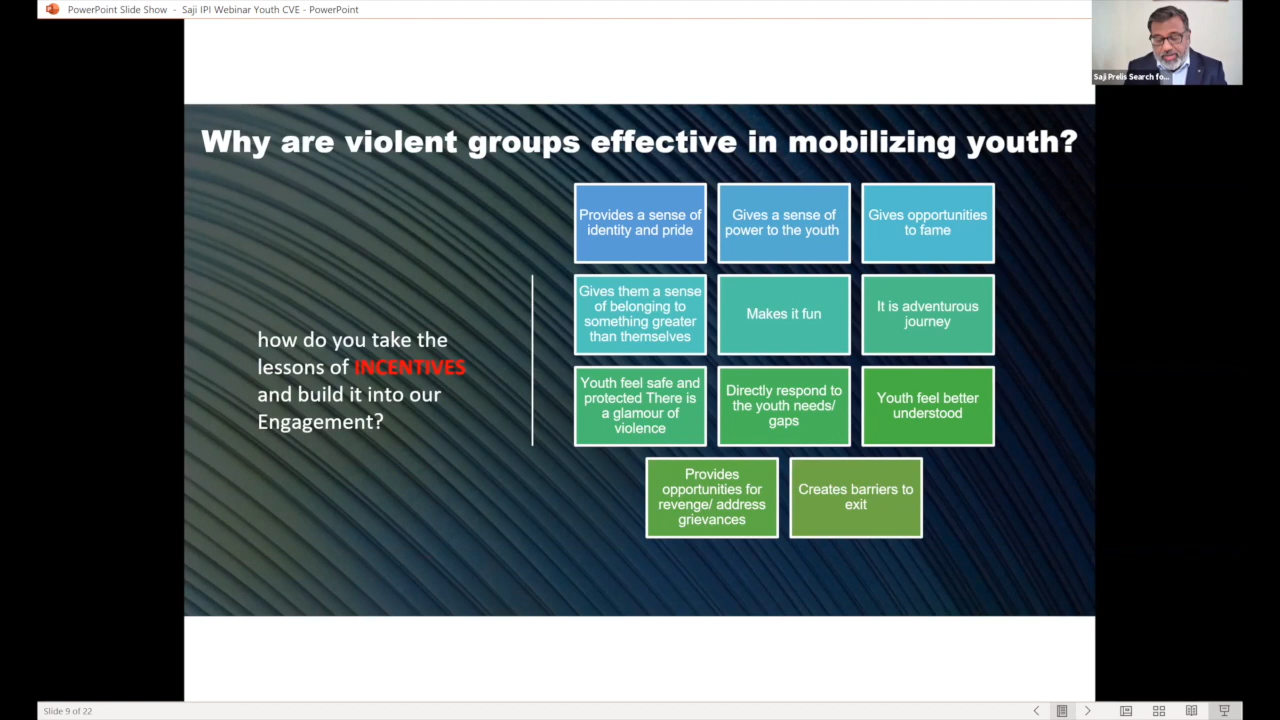 PowerPoint Slide Show - Saji IPI Webinar Youth CVE - PowerPoint
Saji Prelis Search fo...
Why are violent groups effective in mobilizing youth?
how do you take the
lessons of INCENTIVES
and build it into our
Engagement?
Provides a sense of
identity and pride
Gives a sense of
power to the youth
Gives opportunities
to fame
Gives them a sense
of belonging to
something greater
than themselves
Makes it fun
It is adventurous
journey
Youth feel safe and
protected There is
a glamour of
violence
Directly respond to
the youth needs/
gaps
Youth feel better
understood
Provides
opportunities for
revenge/ address
grievances
Creates barriers to
exit
Slide 9 of 22